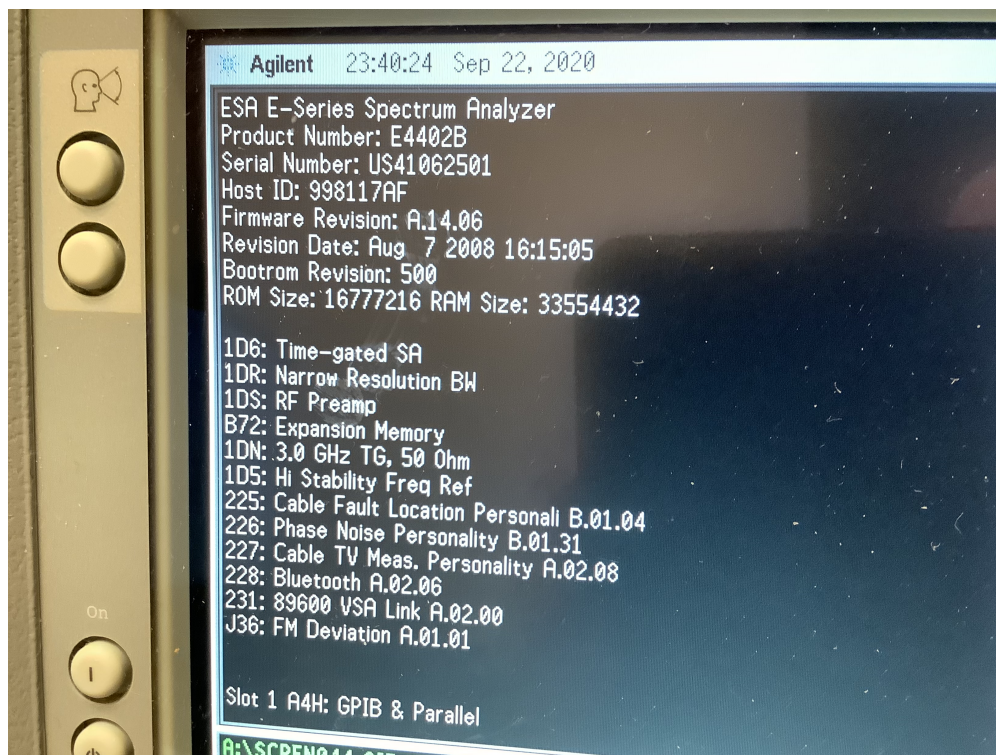 Agilent 23:40:24 Sep 22, 2020
ESA E-Series Spectrum Analyzer
Product Number: E4402B
Serial Number: US41062501
Host ID: 998117AF
Firmware Revision: A.14.06
Revision Date: Aug 7 2008 16:15:05
Bootrom Revision: 500
ROM Size: 16777216 RAM Size: 33554432
1D6: Time-gated SA
1DR: Narrow Resolution BW
1DS: RF Preamp
B72: Expansion Memory
1DN: 3.0 GHz TG, 50 Ohm
1D5: Hi Stability Freq Ref
225: Cable Fault Location Personali B.01.04
226: Phase Noise Personality B.01.31
227: Cable TV Meas. Personality A.02.08
228: Bluetooth A.02.06
231: 89600 VSA Link A.02.00
J36: FM Deviation A.01.01
On
Slot 1 A4H: GPIB & Parallel